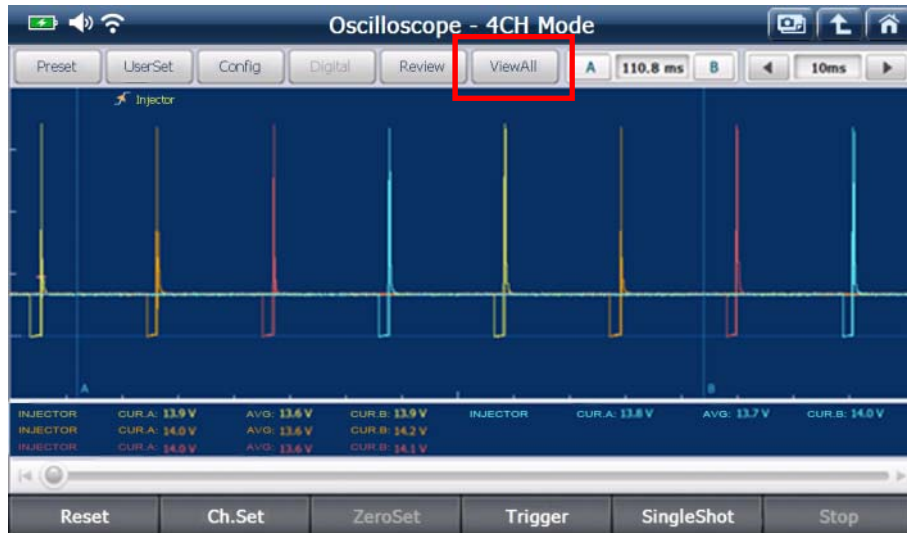 Oscilloscope - 4CH Mode
Preset UserSet Config Digital Review ViewAll A 110.8 ms B 10ms
Injector
A B
INJECTOR CUR.A: 13.9 V AVG: 13.6 V CUR.B: 13.9 V INJECTOR CUR.A: 13.8 V AVG: 13.7 V CUR.B: 14.0 V
INJECTOR CUR.A: 14.0 V AVG: 13.6 V CUR.B: 14.2 V
INJECTOR CUR.A: 14.0 V AVG: 13.6 V CUR.B: 14.1 V
Reset Ch.Set ZeroSet Trigger SingleShot Stop